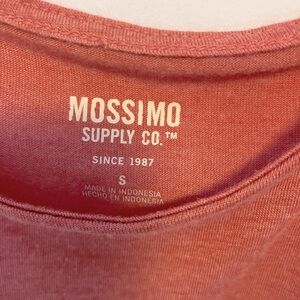 MOSSIMO
SUPPLY CO.™
SINCE 1987
S
MADE IN INDONESIA
HECHO EN INDONESIA